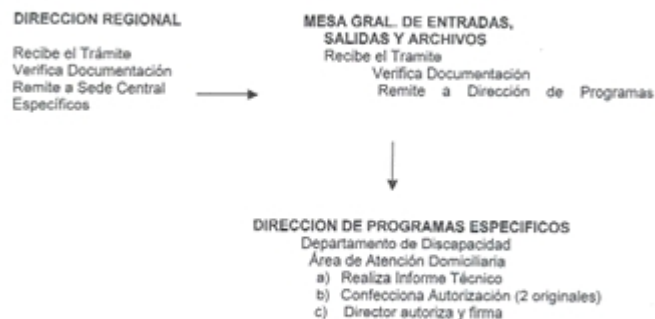 DIRECCION REGIONAL
Recibe el Trámite
Verifica Documentación
Remite a Sede Central
Específicos
MESA GRAL. DE ENTRADAS,
SALIDAS Y ARCHIVOS
Recibe el Tramite
Verifica Documentación
Remite a Dirección de Programas
DIRECCION DE PROGRAMAS ESPECIFICOS
Departamento de Discapacidad
Área de Atención Domiciliaria
a) Realiza Informe Técnico
b) Confecciona Autorización (2 originales)
c) Director autoriza y firma